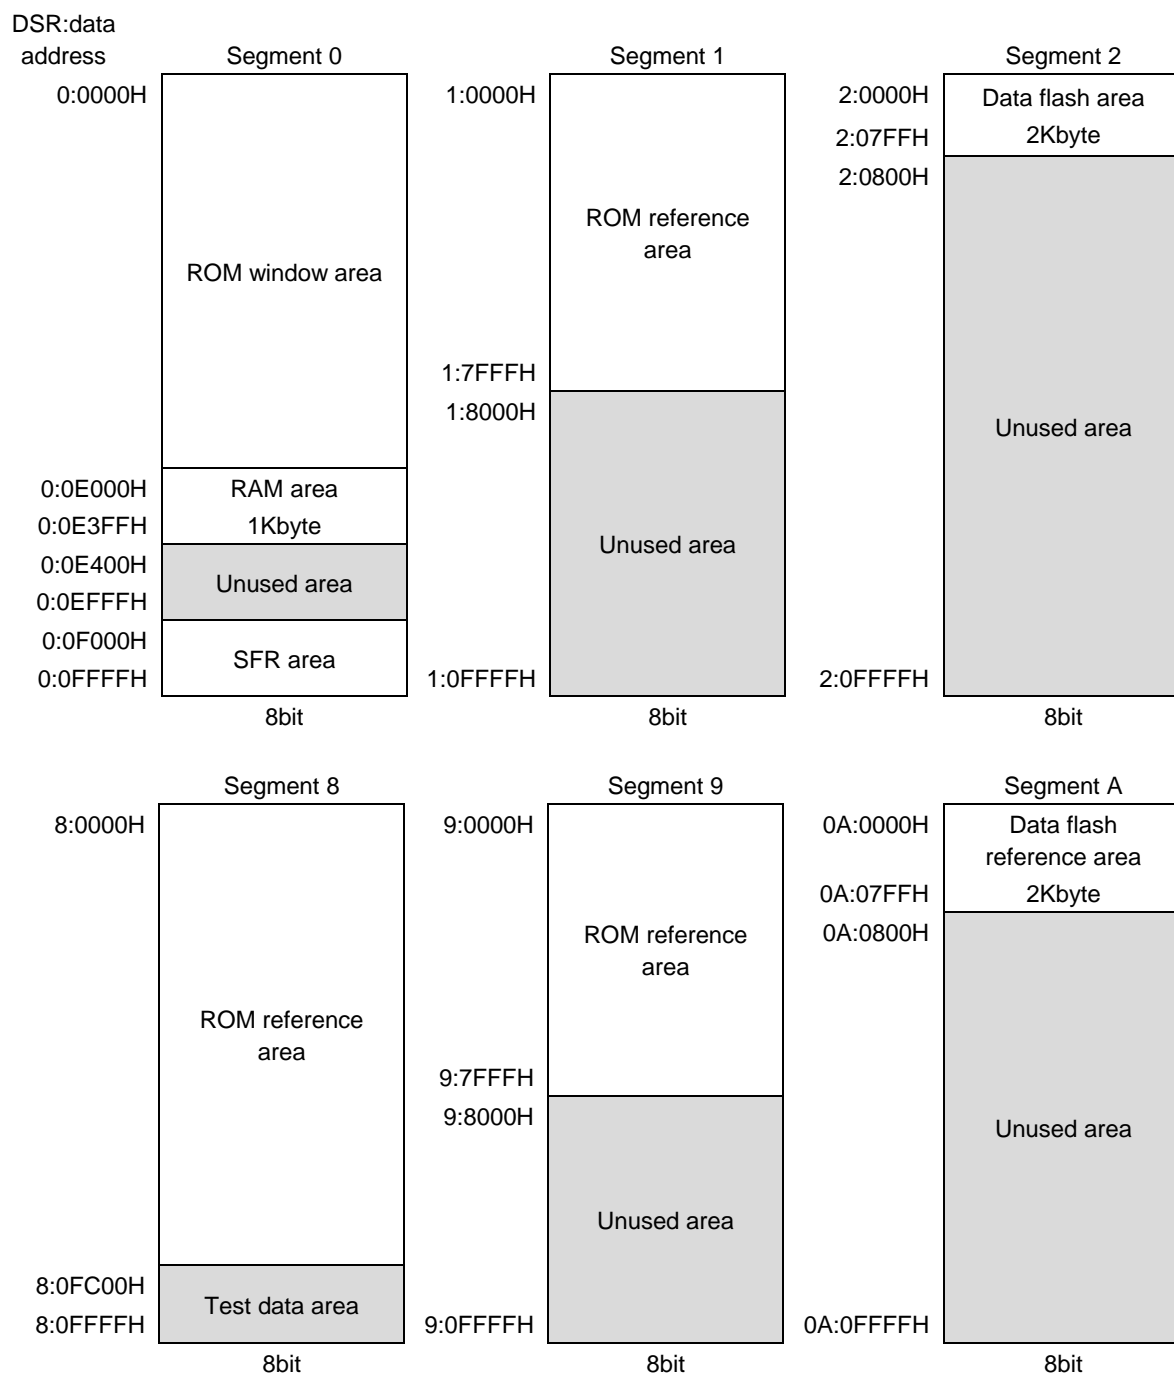 DSR:data
address
Segment 0
0:0000H
ROM window area
0:0E000H
RAM area
0:0E3FFH
1Kbyte
0:0E400H
Unused area
0:0EFFFH
0:0F000H
SFR area
0:0FFFFH
8bit
Segment 1
1:0000H
ROM reference
area
1:7FFFH
1:8000H
Unused area
1:0FFFFH
8bit
Segment 2
2:0000H
Data flash area
2:07FFH
2Kbyte
2:0800H
Unused area
2:0FFFFH
8bit
Segment 8
8:0000H
ROM reference
area
8:0FC00H
Test data area
8:0FFFFH
8bit
Segment 9
9:0000H
ROM reference
area
9:7FFFH
9:8000H
Unused area
9:0FFFFH
8bit
Segment A
0A:0000H
Data flash
reference area
0A:07FFH
2Kbyte
0A:0800H
Unused area
0A:0FFFFH
8bit